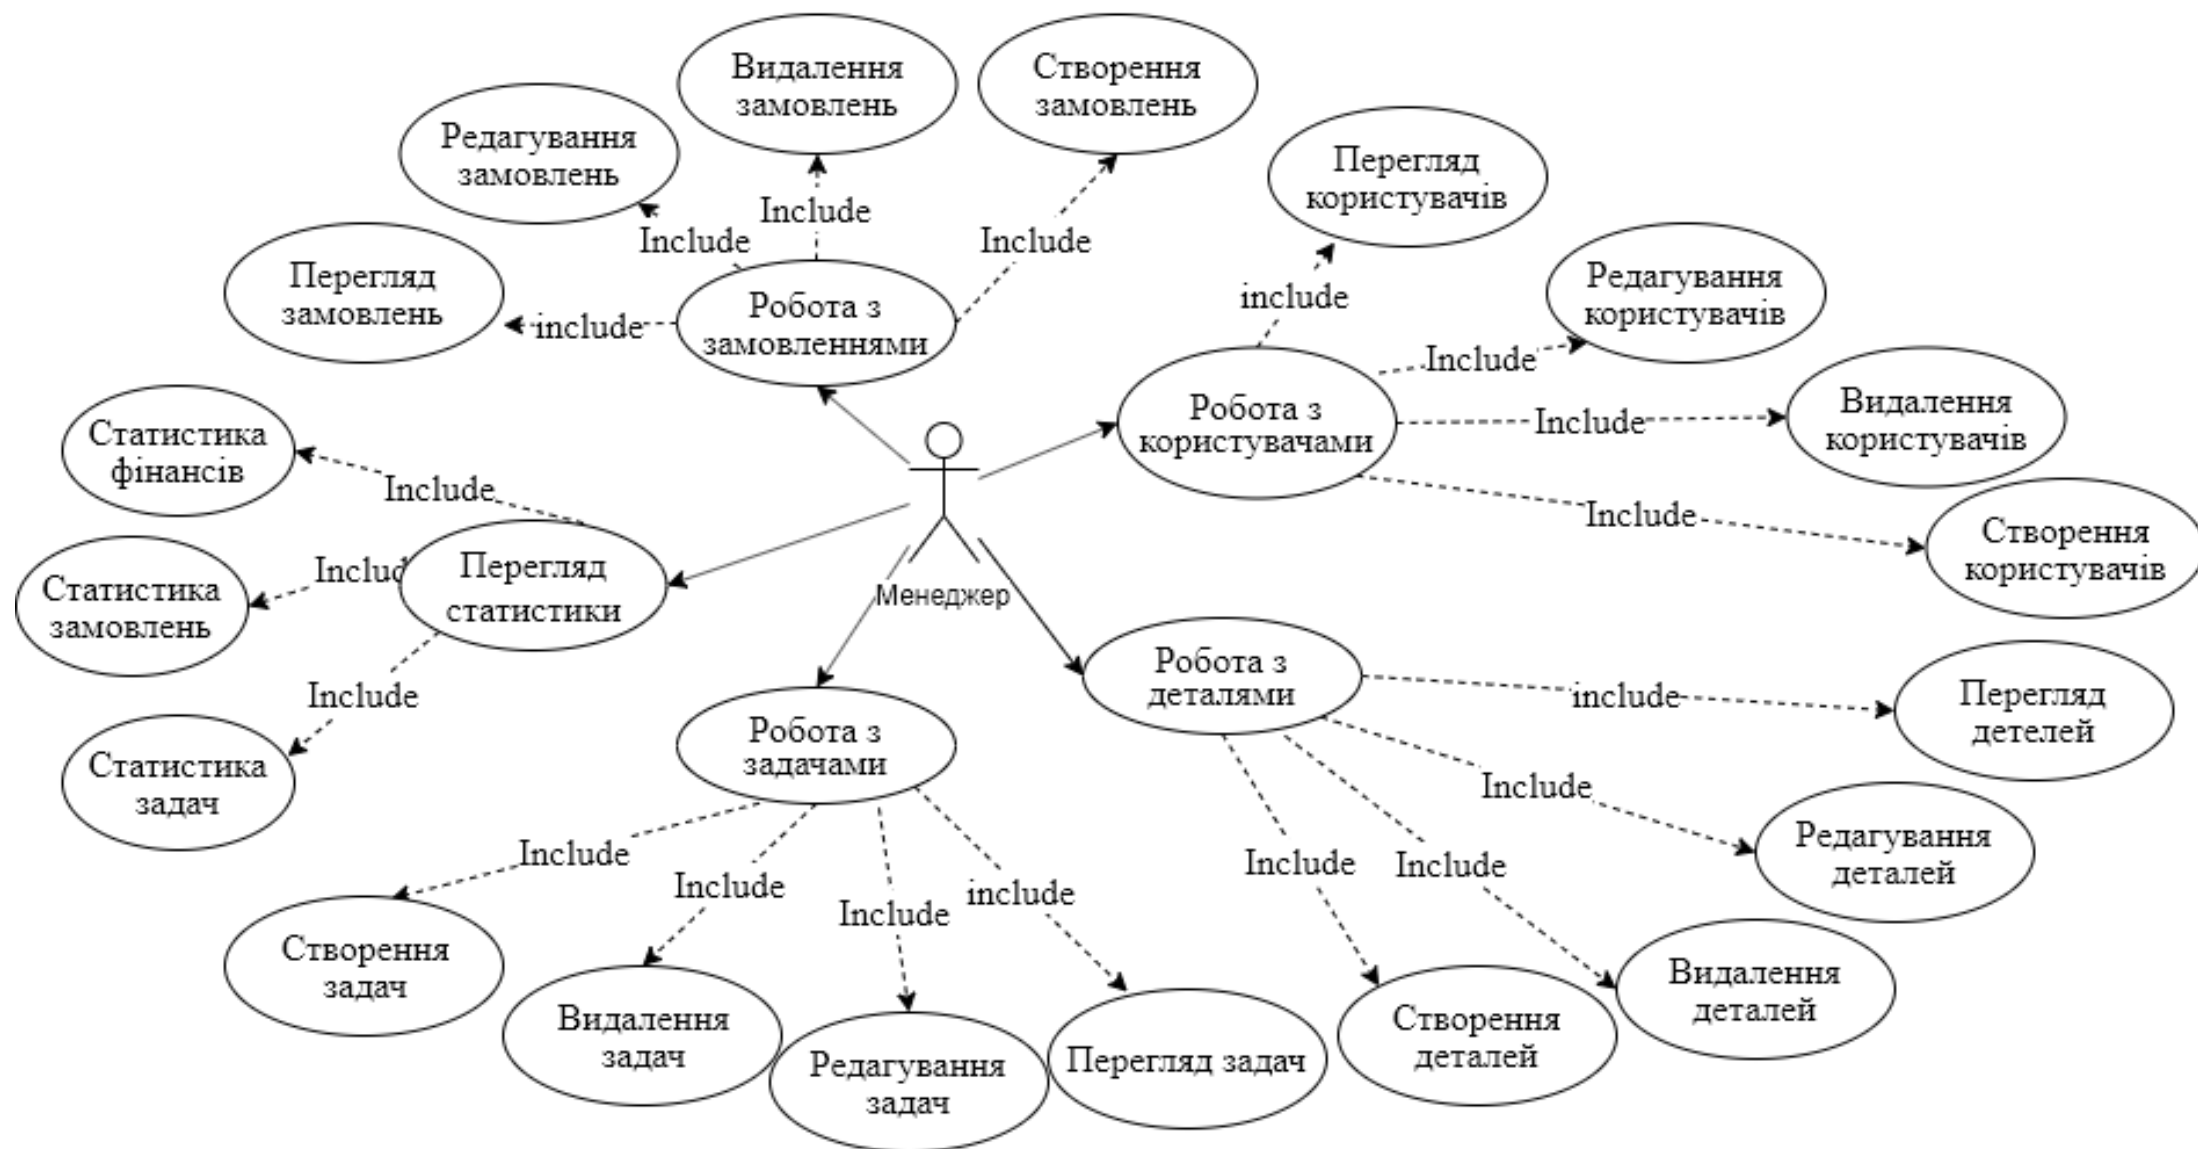 Видалення
замовлень
Створення
замовлень
Редагування
замовлень
Перегляд
користувачів
Include
Include
Include
Перегляд
замовлень
Редагування
користувачів
include
include
Робота з
замовленнями
Include
Робота з
користувачами
Include
Видалення
користувачів
Статистика
фінансів
Include
Include
Створення
користувачів
Перегляд
статистики
Includ
Статистика
замовлень
Менеджер
Робота з
деталями
include
Перегляд
детелей
Include
Статистика
задач
Робота з
задачами
Include
Редагування
деталей
Include
Include
Include
include
Include
Include
Створення
задач
Видалення
деталей
Видалення
задач
Редагування
задач
Перегляд задач
Створення
деталей